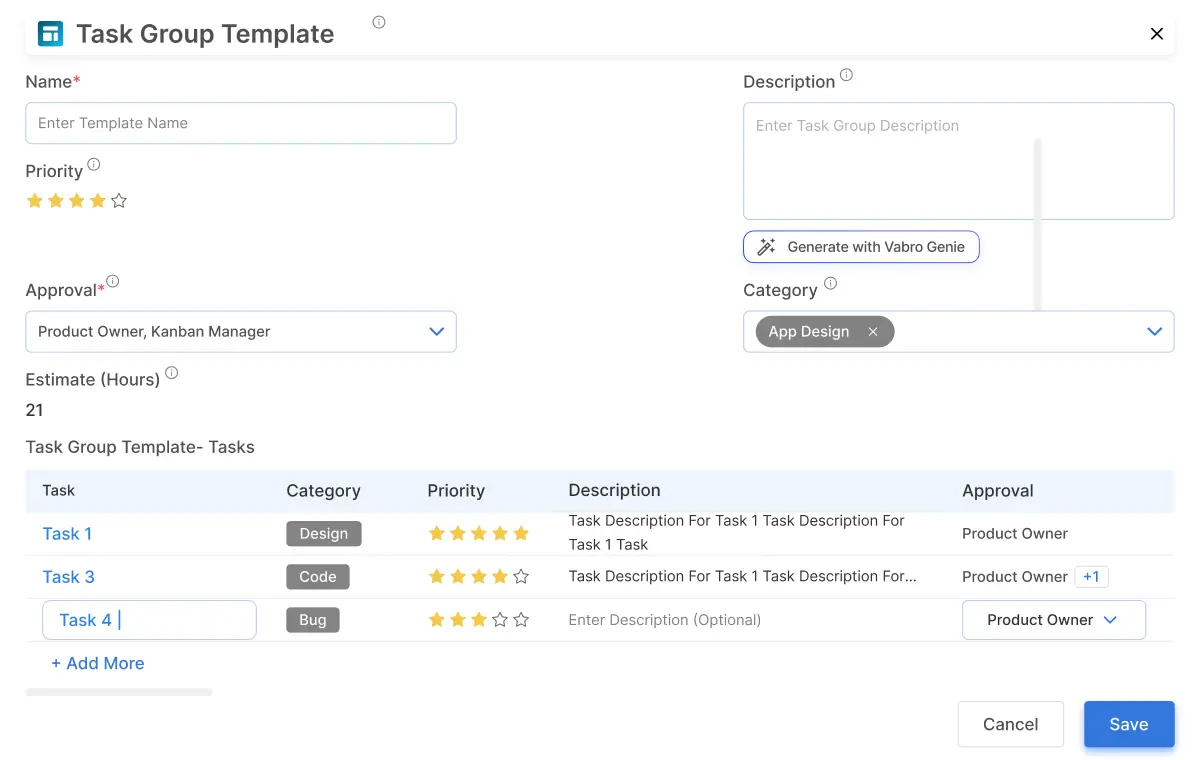 Task Group Template
Name*
Enter Template Name
Description
Enter Task Group Description
Priority
Generate with Vabro Genie
Approval*
Product Owner, Kanban Manager
Category
App Design
Estimate (Hours)
21
Task Group Template- Tasks
Task Category Priority Description Approval
Task 1 Design Task Description For Task 1 Task Description For Product Owner
Task 1 Task
Task 3 Code Task Description For Task 1 Task Description For... Product Owner +1
Task 4 Bug Enter Description (Optional) Product Owner
+ Add More
Cancel Save